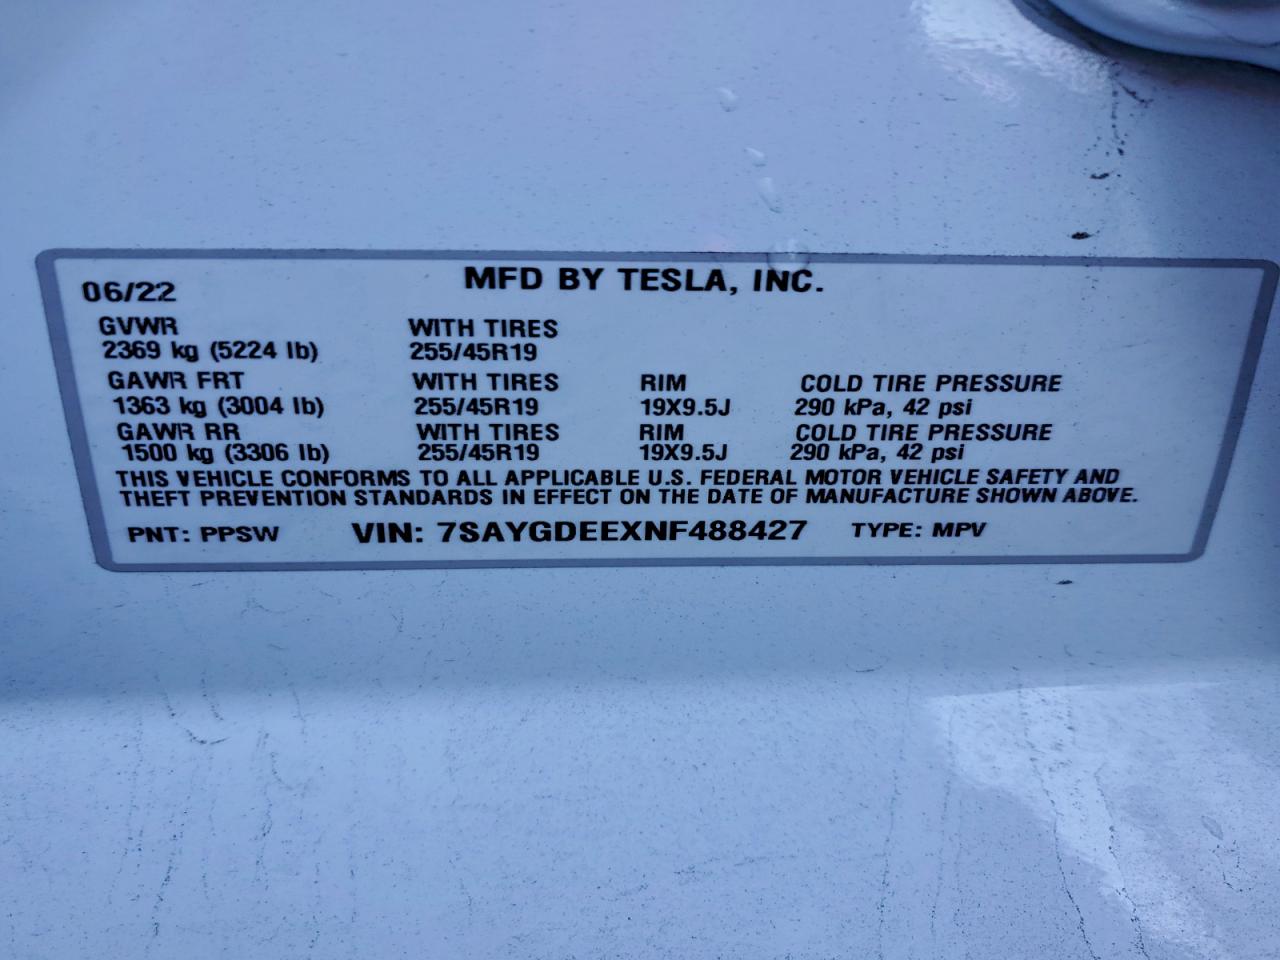 06/22 MFD BY TESLA, INC.
GVWR WITH TIRES
2369 kg (5224 lb) 255/45R19
GAWR FRT WITH TIRES RIM COLD TIRE PRESSURE
1363 kg (3004 lb) 255/45R19 19X9.5J 290 kPa, 42 psi
GAWR RR WITH TIRES RIM COLD TIRE PRESSURE
1500 kg (3306 lb) 255/45R19 19X9.5J 290 kPa, 42 psi
THIS VEHICLE CONFORMS TO ALL APPLICABLE U.S. FEDERAL MOTOR VEHICLE SAFETY AND
THEFT PREVENTION STANDARDS IN EFFECT ON THE DATE OF MANUFACTURE SHOWN ABOVE.
PNT: PPSW VIN: 7SAYGDEEXNF488427 TYPE: MPV